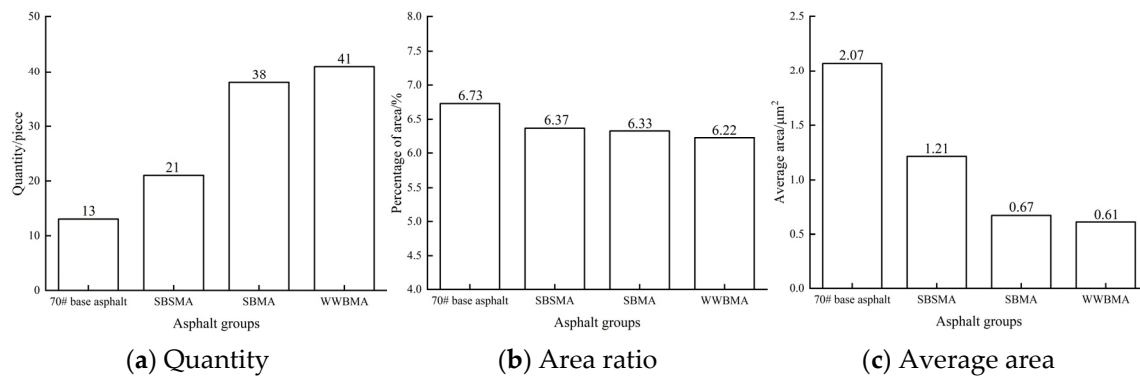 50
40
30
20
10
0
Quantity/piece
13
21
38
41
70# base asphalt
SBSMA
SBMA
WWBMA
Asphalt groups
(a) Quantity
8.0
7.5
7.0
6.5
6.0
5.5
5.0
4.5
4.0
Percentage of area/%
6.73
6.37
6.33
6.22
70# base asphalt
SBSMA
SBMA
WWBMA
Asphalt groups
(b) Area ratio
2.5
2.0
1.5
1.0
0.5
0.0
Average area/μm²
2.07
1.21
0.67
0.61
70# base asphalt
SBSMA
SBMA
WWBMA
Asphalt groups
(c) Average area